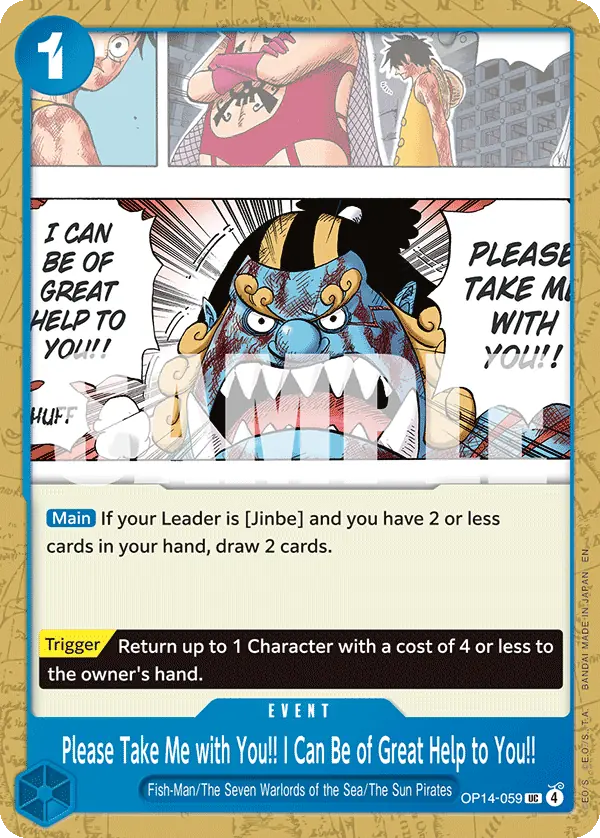 1
I CAN
BE OF
GREAT
HELP TO
YOU!!
PLEASE
TAKE ME
WITH
YOU!!
HUFF
SAMPLE
Main If your Leader is [Jinbe] and you have 2 or less
cards in your hand, draw 2 cards.
Trigger Return up to 1 Character with a cost of 4 or less to
the owner's hand.
EVENT
Please Take Me with You!! I Can Be of Great Help to You!!
Fish-Man/The Seven Warlords of the Sea/The Sun Pirates
OP14-059 UC 4
©E.O./S. ©E.O./S.,T.A. BANDAI MADE IN JAPAN EN